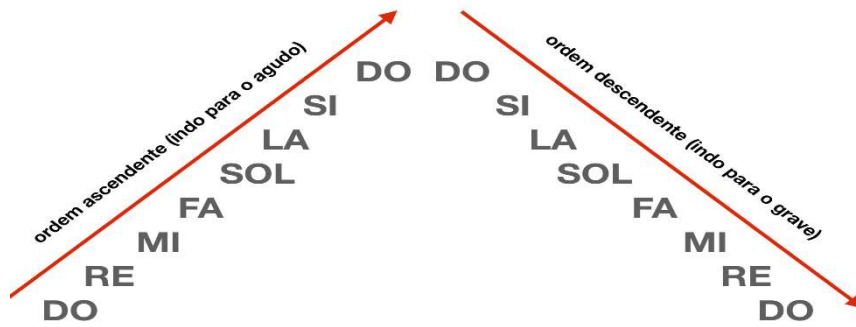 ordem ascendente (indo para o agudo)
DO
SI
LA
SOL
FA
MI
RE
DO
ordem descendente (indo para o grave)
DO
SI
LA
SOL
FA
MI
RE
DO